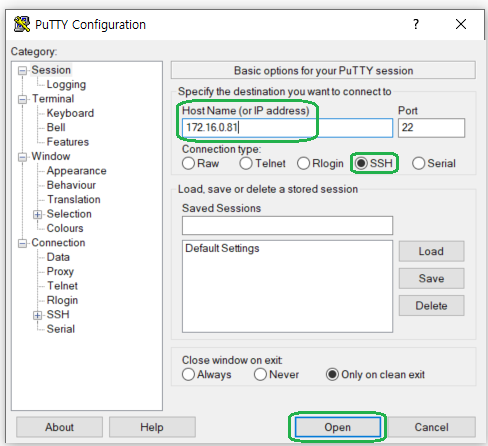 PuTTY Configuration
?
Category:
Session
Logging
Terminal
Keyboard
Bell
Features
Window
Appearance
Behaviour
Translation
Selection
Colours
Connection
Data
Proxy
Telnet
Rlogin
SSH
Serial
Basic options for your PuTTY session
Specify the destination you want to connect to
Host Name (or IP address) Port
172.16.0.81 22
Connection type:
Raw Telnet Rlogin SSH Serial
Load, save or delete a stored session
Saved Sessions
Default Settings
Load
Save
Delete
Close window on exit:
Always Never Only on clean exit
About Help Open Cancel